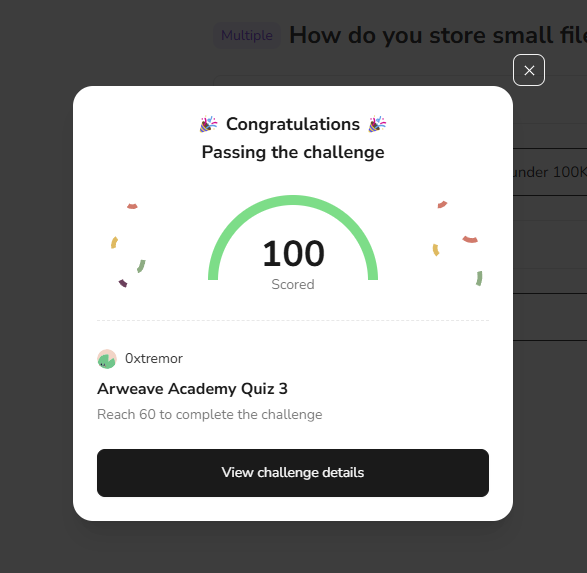 Multiple How do you store small file
🎉 Congratulations 🎉
Passing the challenge
under 100K
100
Scored
0xtremor
Arweave Academy Quiz 3
Reach 60 to complete the challenge
View challenge details